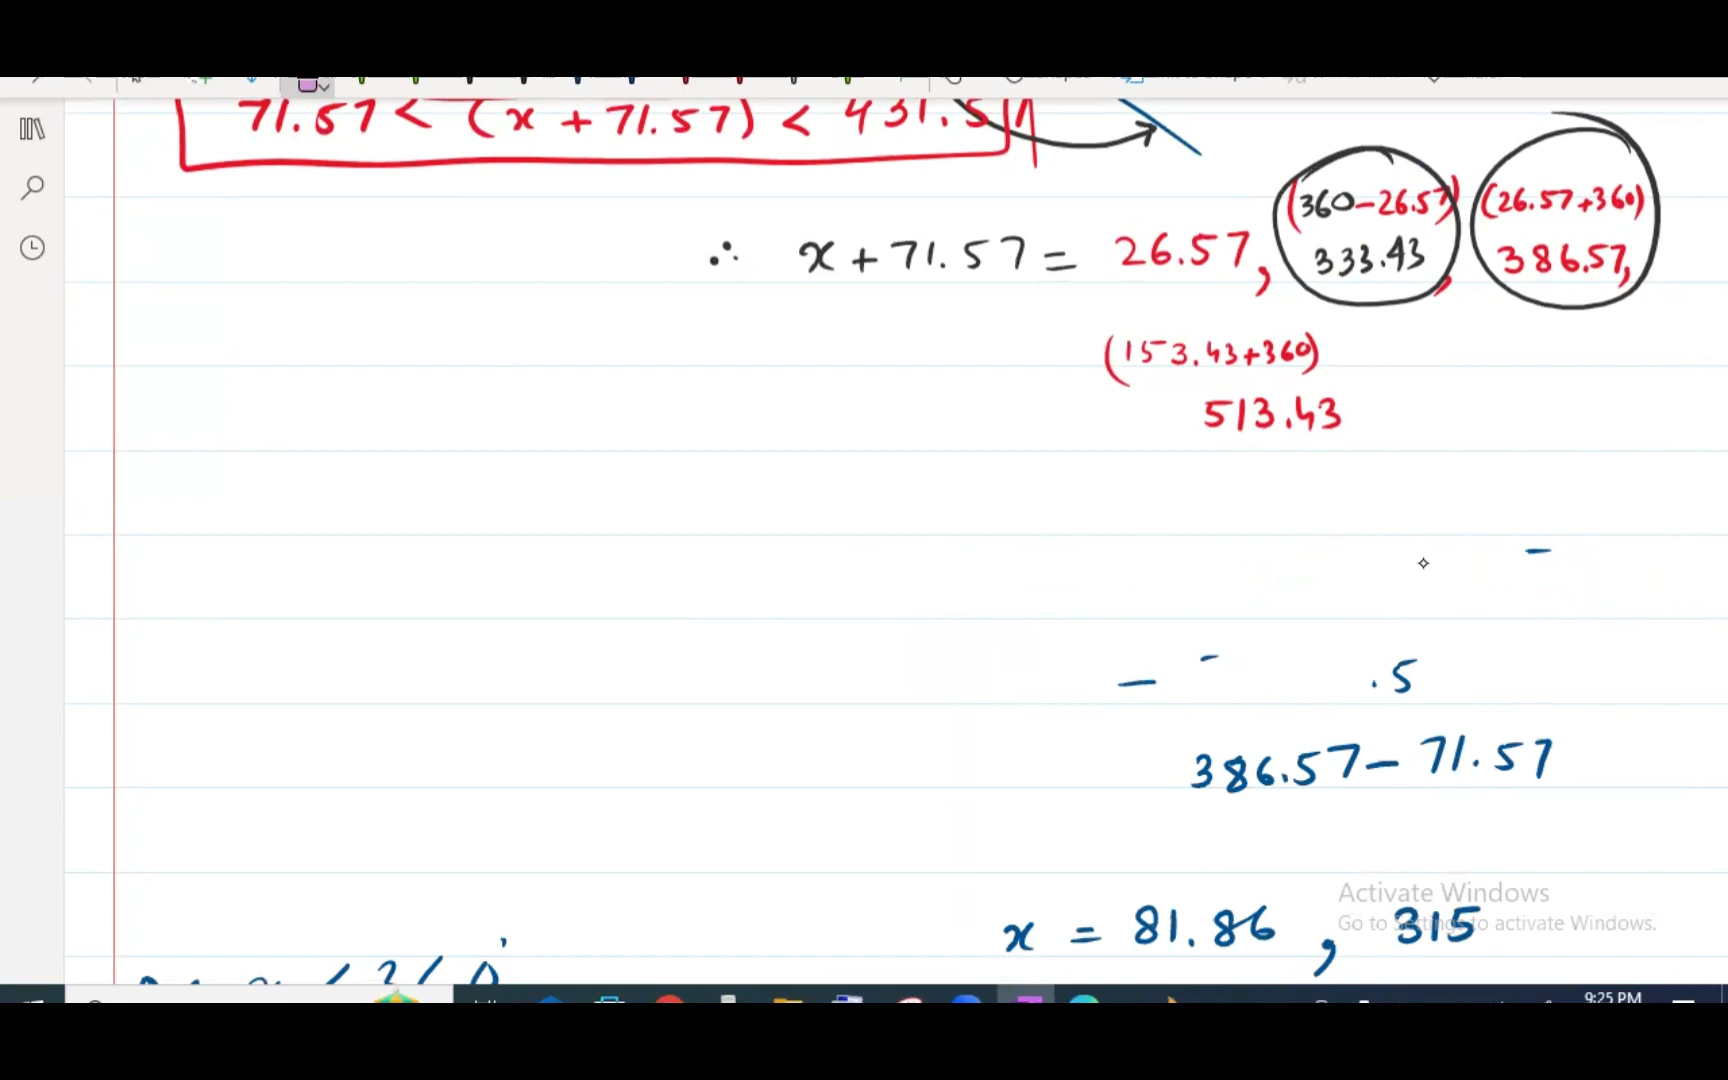 71.57 < (x + 71.57) < 431.57
(360-26.57) (26.57+360)
∴ x + 71.57 = 26.57, 333.43, 386.57,
(153.43+360)
513.43
-
- - .5
386.57 - 71.57
Activate Windows
Go to Settings to activate Windows.
x = 81.86 , 315
9:25 PM